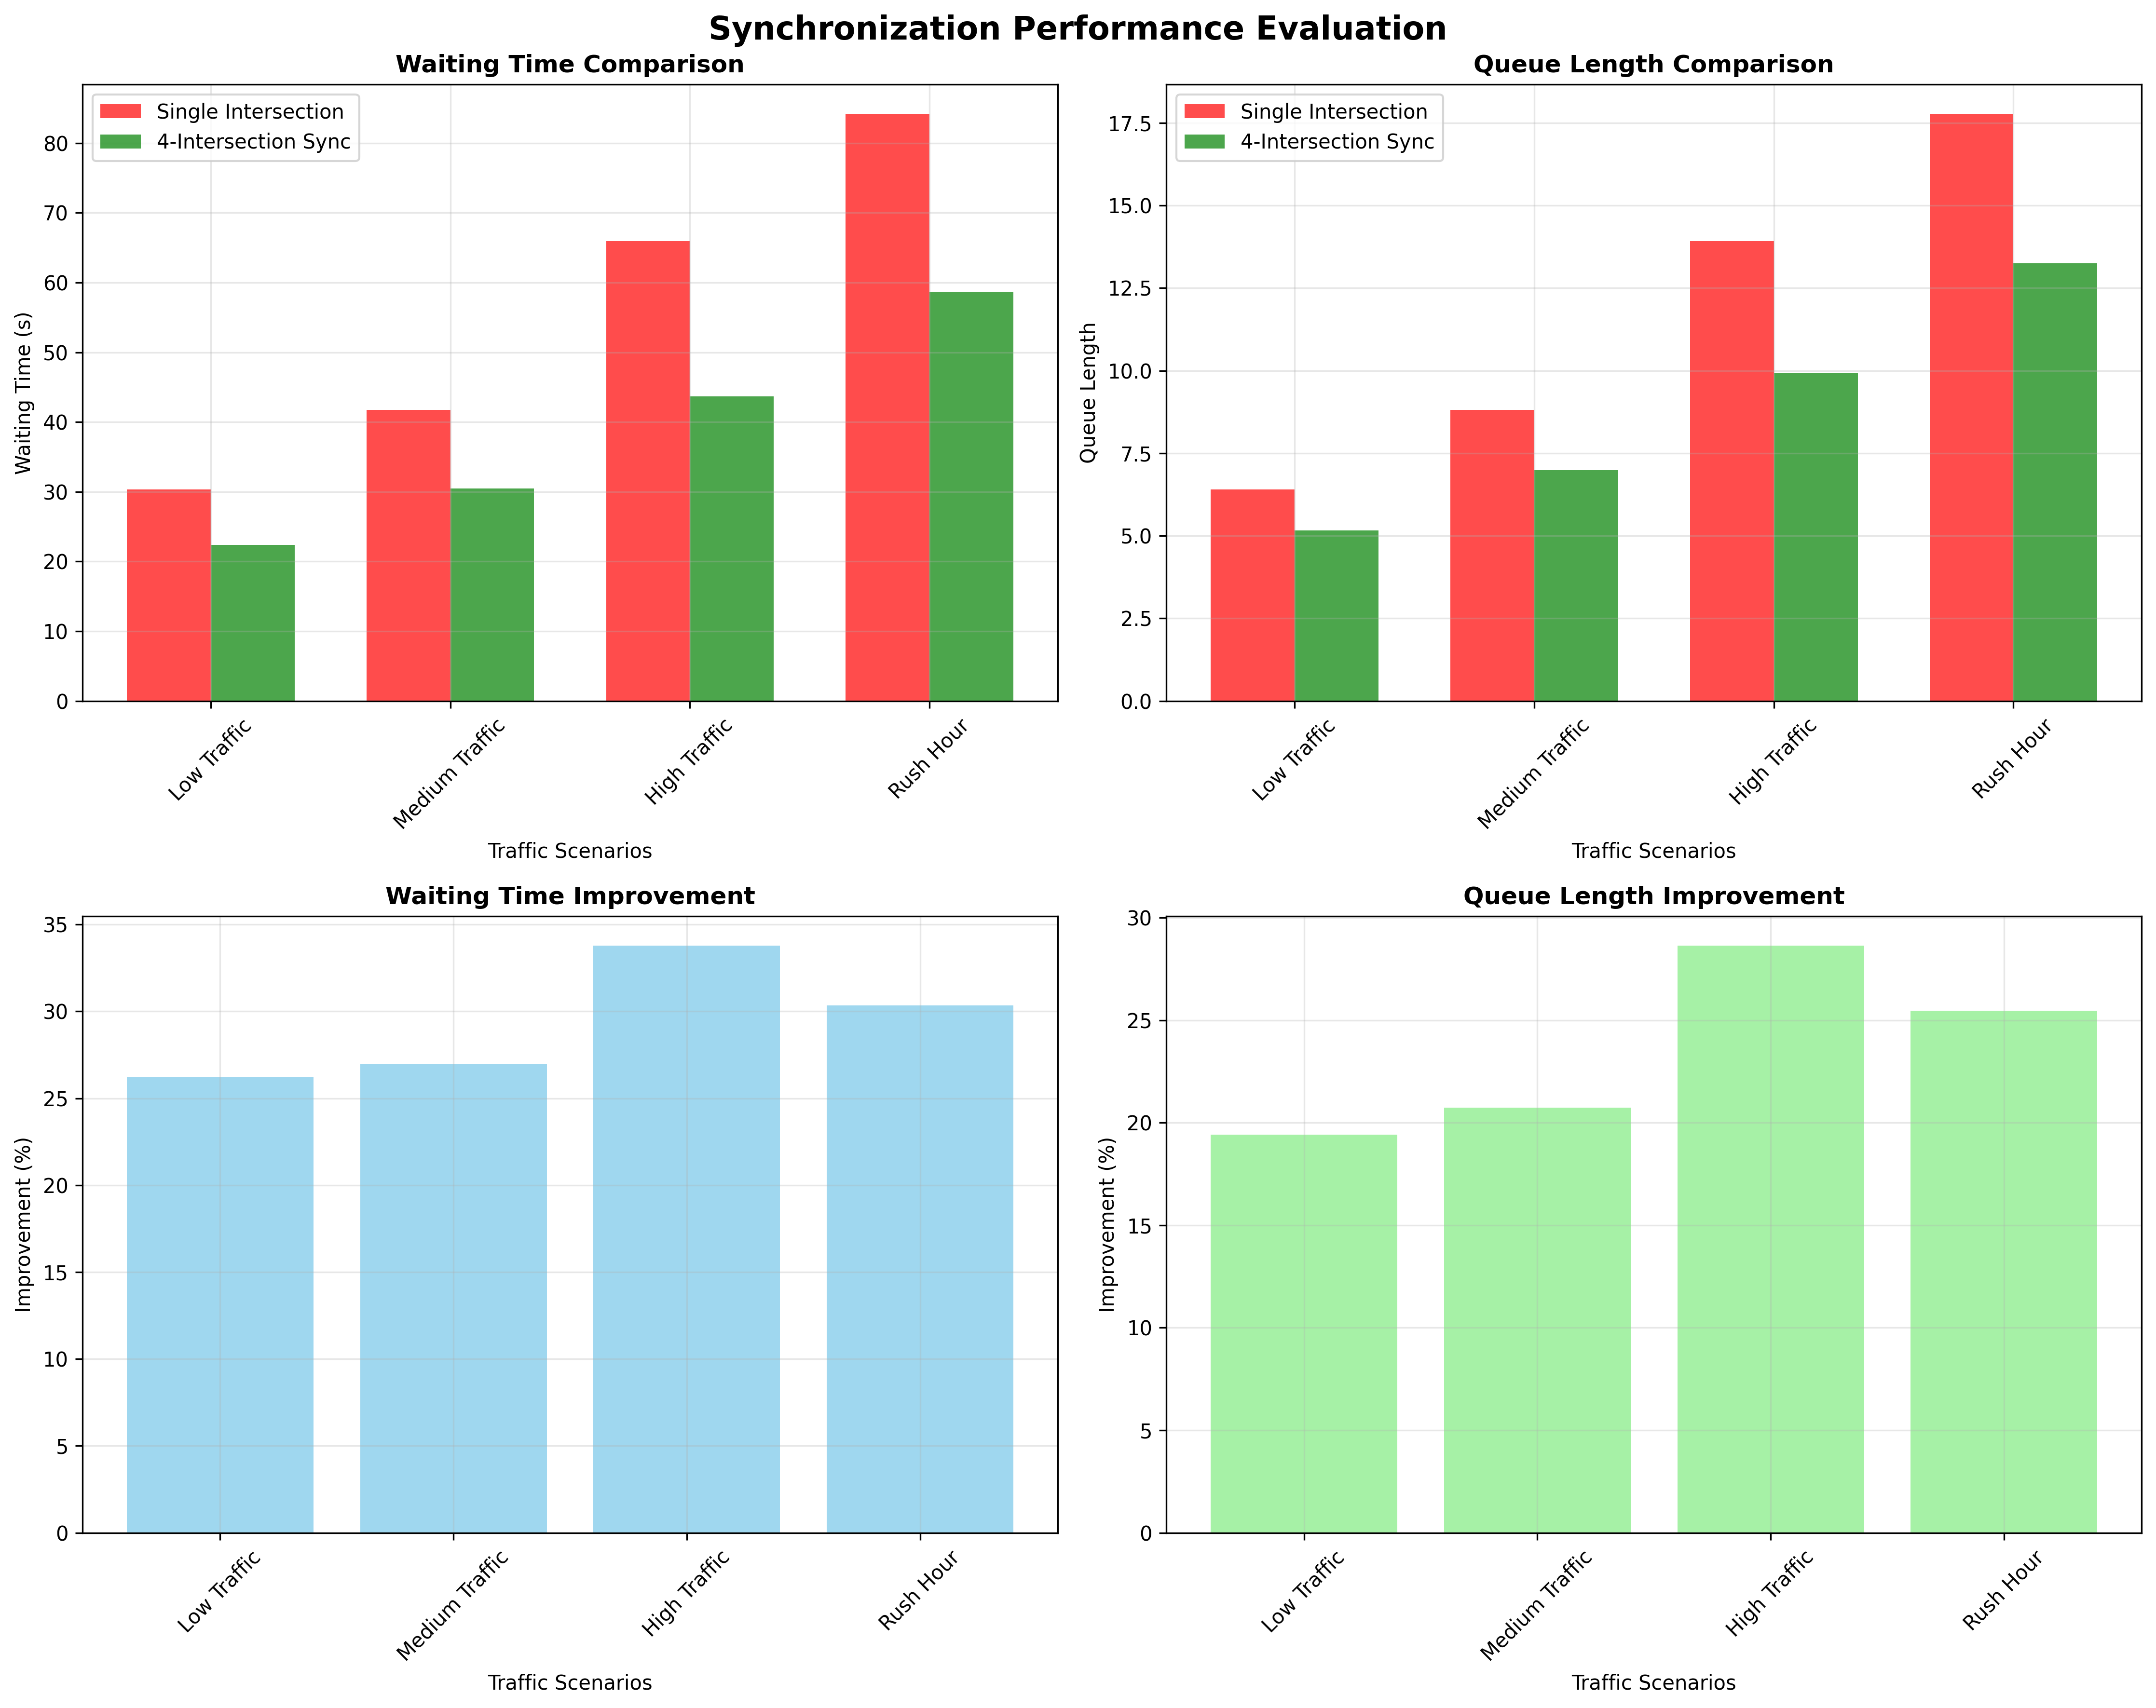 Synchronization Performance Evaluation
Waiting Time Comparison
Single Intersection
4-Intersection Sync
Waiting Time (s)
80
70
60
50
40
30
20
10
0
Low Traffic
Medium Traffic
High Traffic
Rush Hour
Traffic Scenarios
Queue Length Comparison
Single Intersection
4-Intersection Sync
Queue Length
17.5
15.0
12.5
10.0
7.5
5.0
2.5
0.0
Low Traffic
Medium Traffic
High Traffic
Rush Hour
Traffic Scenarios
Waiting Time Improvement
Improvement (%)
35
30
25
20
15
10
5
0
Low Traffic
Medium Traffic
High Traffic
Rush Hour
Traffic Scenarios
Queue Length Improvement
Improvement (%)
30
25
20
15
10
5
0
Low Traffic
Medium Traffic
High Traffic
Rush Hour
Traffic Scenarios